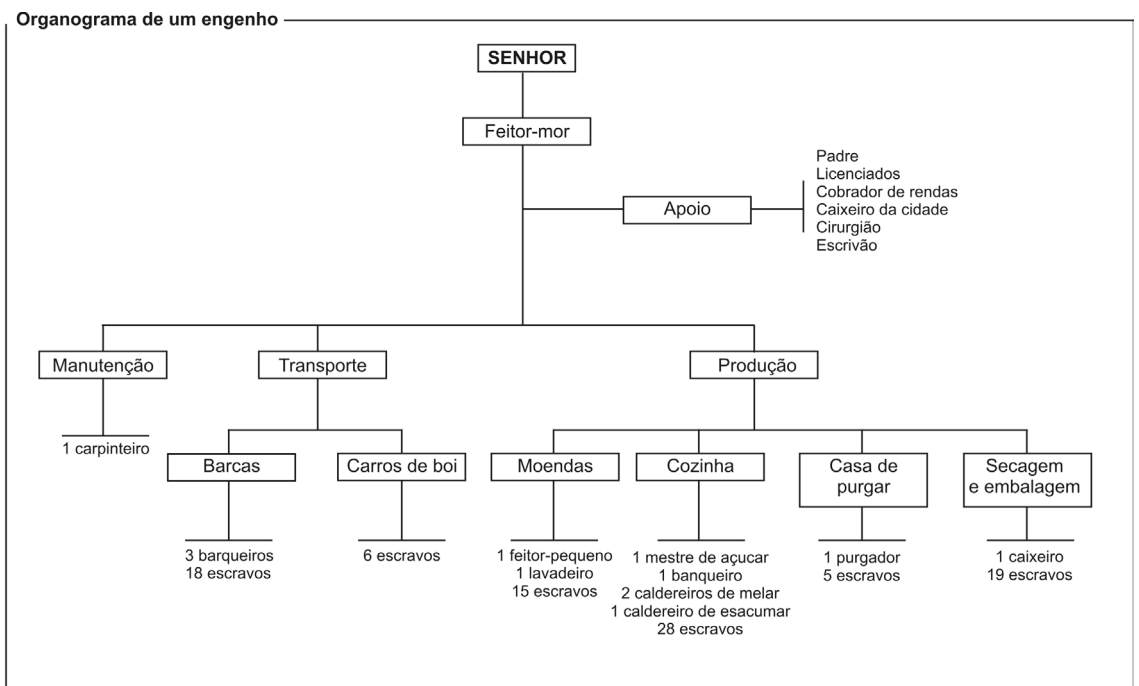 Organograma de um engenho
SENHOR
Feitor-mor
Apoio
Padre
Licenciados
Cobrador de rendas
Caixeiro da cidade
Cirurgião
Escrivão
Manutenção
1 carpinteiro
Transporte
Barcas
3 barqueiros
18 escravos
Carros de boi
6 escravos
Produção
Moendas
1 feitor-pequeno
1 lavadeiro
15 escravos
Cozinha
1 mestre de açucar
1 banqueiro
2 caldereiros de melar
1 caldereiro de esacumar
28 escravos
Casa de
purgar
1 purgador
5 escravos
Secagem
e embalagem
1 caixeiro
19 escravos